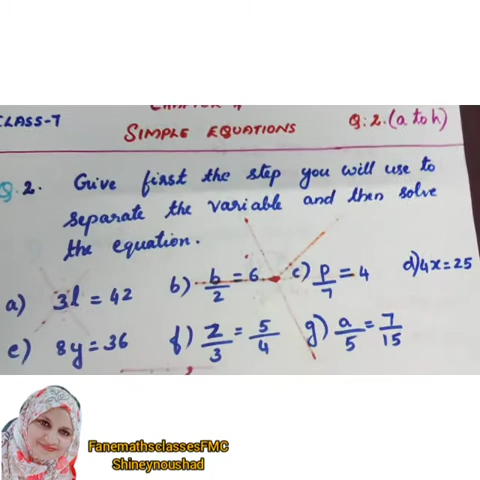 CLASS-7
SIMPLE EQUATIONS
Q:2.(a to h)
Q.2. Give first the step you will use to
separate the variable and then solve
the equation.
a) 3l = 42 b) b/2 = 6 c) p/7 = 4 d) 4x = 25
e) 8y = 36 f) z/3 = 5/4 g) a/5 = 7/15
FanemathsclassesFMC
Shineynoushad